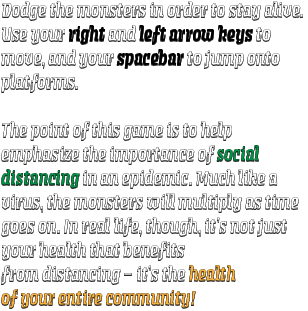 Dodge the monsters in order to stay alive.
Use your right and left arrow keys to
move, and your spacebar to jump onto
platforms.
The point of this game is to help
emphasize the importance of social
distancing in an epidemic. Much like a
virus, the monsters will multiply as time
goes on. In real life, though, it's not just
your health that benefits
from distancing – it's the health
of your entire community!